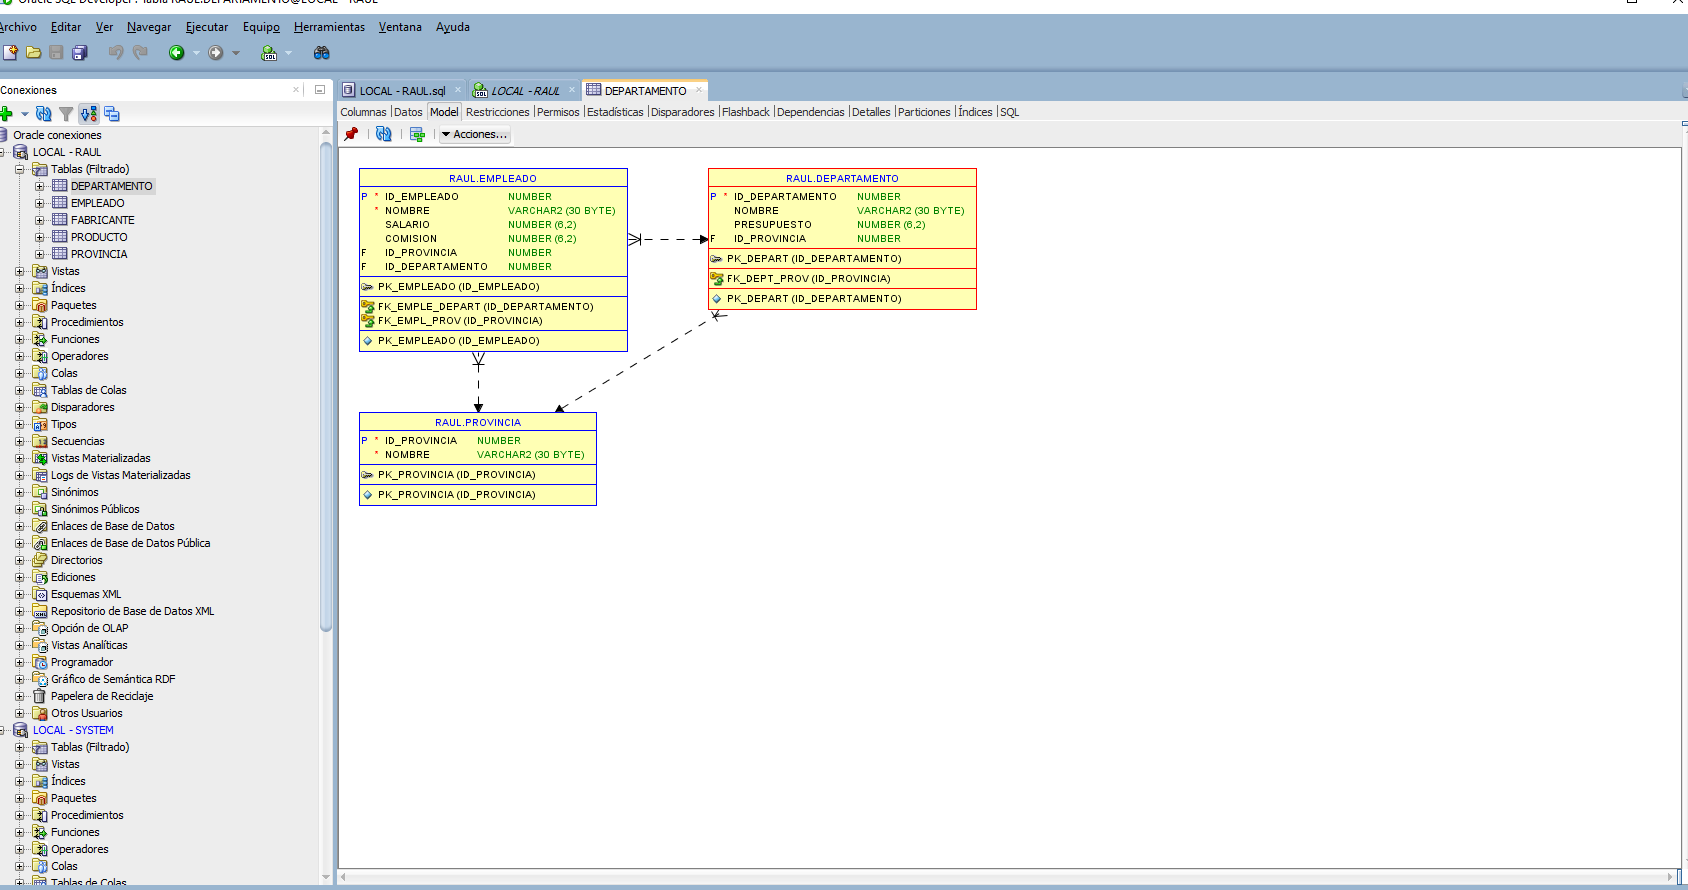 Oracle SQL Developer : Tabla RAUL.DEPARTAMENTO@LOCAL - RAUL
Archivo Editar Ver Navegar Ejecutar Equipo Herramientas Ventana Ayuda
Conexiones
Oracle conexiones
LOCAL - RAUL
Tablas (Filtrado)
DEPARTAMENTO
EMPLEADO
FABRICANTE
PRODUCTO
PROVINCIA
Vistas
Índices
Paquetes
Procedimientos
Funciones
Operadores
Colas
Tablas de Colas
Disparadores
Tipos
Secuencias
Vistas Materializadas
Logs de Vistas Materializadas
Sinónimos
Sinónimos Públicos
Enlaces de Base de Datos
Enlaces de Base de Datos Pública
Directorios
Ediciones
Esquemas XML
Repositorio de Base de Datos XML
Opción de OLAP
Vistas Analíticas
Programador
Gráfico de Semántica RDF
Papelera de Reciclaje
Otros Usuarios
LOCAL - SYSTEM
Tablas (Filtrado)
Vistas
Índices
Paquetes
Procedimientos
Funciones
Operadores
Colas
Tablas de Colas
LOCAL - RAUL.sql LOCAL - RAUL DEPARTAMENTO
Columnas Datos Model Restricciones Permisos Estadísticas Disparadores Flashback Dependencias Detalles Particiones Índices SQL
Acciones...
RAUL.EMPLEADO
P * ID_EMPLEADO NUMBER
* NOMBRE VARCHAR2 (30 BYTE)
SALARIO NUMBER (6,2)
COMISION NUMBER (6,2)
F ID_PROVINCIA NUMBER
F ID_DEPARTAMENTO NUMBER
PK_EMPLEADO (ID_EMPLEADO)
FK_EMPLE_DEPART (ID_DEPARTAMENTO)
FK_EMPL_PROV (ID_PROVINCIA)
PK_EMPLEADO (ID_EMPLEADO)
RAUL.DEPARTAMENTO
P * ID_DEPARTAMENTO NUMBER
NOMBRE VARCHAR2 (30 BYTE)
PRESUPUESTO NUMBER (6,2)
F ID_PROVINCIA NUMBER
PK_DEPART (ID_DEPARTAMENTO)
FK_DEPT_PROV (ID_PROVINCIA)
PK_DEPART (ID_DEPARTAMENTO)
RAUL.PROVINCIA
P * ID_PROVINCIA NUMBER
* NOMBRE VARCHAR2 (30 BYTE)
PK_PROVINCIA (ID_PROVINCIA)
PK_PROVINCIA (ID_PROVINCIA)